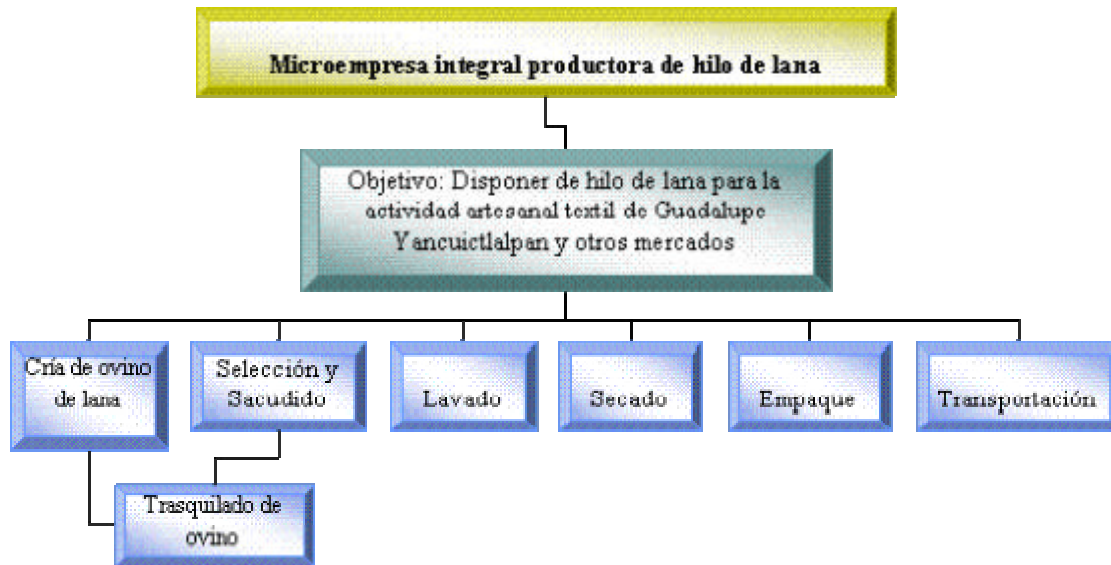 Microempresa integral productora de hilo de lana
Objetivo: Disponer de hilo de lana para la
actividad artesanal textil de Guadalupe
Yancuictlalpan y otros mercados
Cría de ovino
de lana
Selección y
Sacudido
Lavado
Secado
Empaque
Transportación
Trasquilado de
ovino